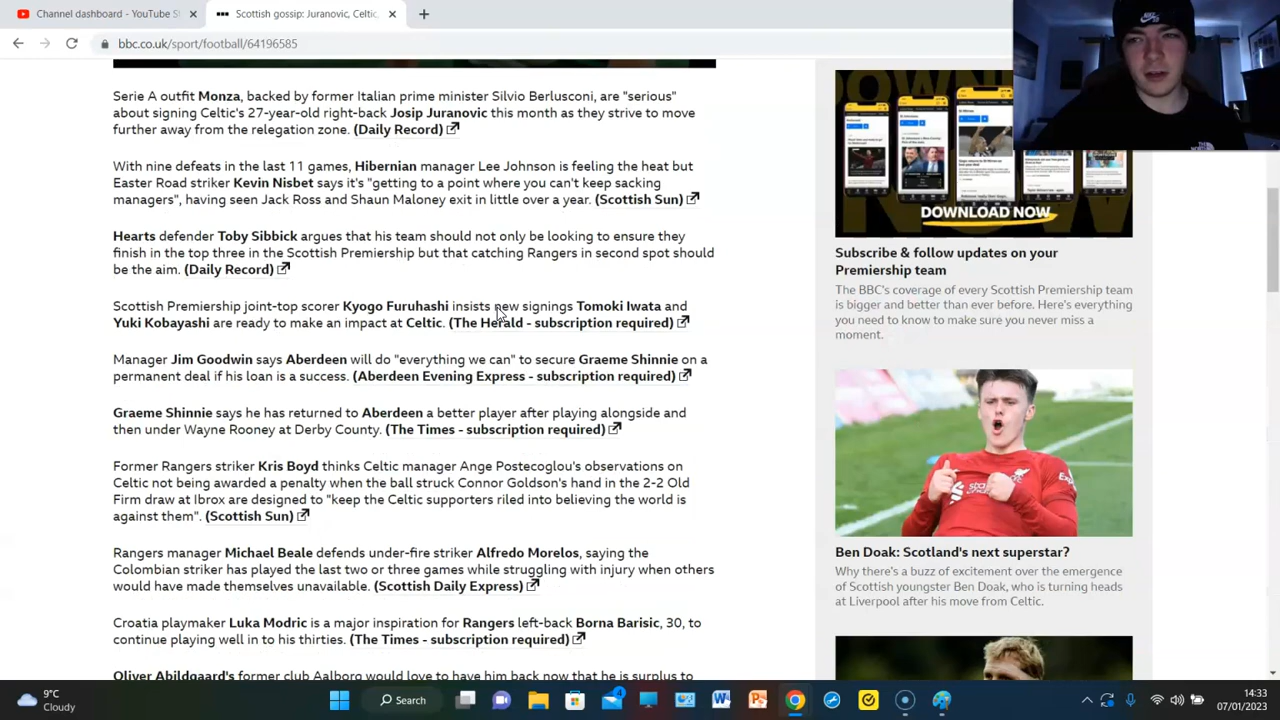 Channel dashboard - YouTube S
Scottish gossip: Juranovic, Celtic,
bbc.co.uk/sport/football/64196585
Serie A outfit Monza, backed by former Italian prime minister Silvio Berlusconi, are "serious"
about signing Celtic's 27-year-old right-back Josip Juranovic this month as they strive to move
further away from the relegation zone. (Daily Record)
With nine defeats in the last 11 games, Hibernian manager Lee Johnson is feeling the heat but
Easter Road striker Kevin Nisbet says it's "getting to a point where you can't keep sacking
managers", having seen Jack Ross and Shaun Maloney exit in little over a year. (Scottish Sun)
Hearts defender Toby Sibbick argues that his team should not only be looking to ensure they
finish in the top three in the Scottish Premiership but that catching Rangers in second spot should
be the aim. (Daily Record)
Scottish Premiership joint-top scorer Kyogo Furuhashi insists new signings Tomoki Iwata and
Yuki Kobayashi are ready to make an impact at Celtic. (The Herald - subscription required)
Manager Jim Goodwin says Aberdeen will do "everything we can" to secure Graeme Shinnie on a
permanent deal if his loan is a success. (Aberdeen Evening Express - subscription required)
Graeme Shinnie says he has returned to Aberdeen a better player after playing alongside and
then under Wayne Rooney at Derby County. (The Times - subscription required)
Former Rangers striker Kris Boyd thinks Celtic manager Ange Postecoglou's observations on
Celtic not being awarded a penalty when the ball struck Connor Goldson's hand in the 2-2 Old
Firm draw at Ibrox are designed to "keep the Celtic supporters riled into believing the world is
against them". (Scottish Sun)
Rangers manager Michael Beale defends under-fire striker Alfredo Morelos, saying the
Colombian striker has played the last two or three games while struggling with injury when others
would have made themselves unavailable. (Scottish Daily Express)
Croatia playmaker Luka Modric is a major inspiration for Rangers left-back Borna Barisic, 30, to
continue playing well in to his thirties. (The Times - subscription required)
Oliver Abildgaard's former club Aalborg would love to have him back now that he is surplus to
DOWNLOAD NOW
Subscribe & follow updates on your
Premiership team
The BBC's coverage of every Scottish Premiership team
is bigger and better than ever before. Here's everything
you need to know to make sure you never miss a
moment.
Ben Doak: Scotland's next superstar?
Why there's a buzz of excitement over the emergence
of Scottish youngster Ben Doak, who is turning heads
at Liverpool after his move from Celtic.
9°C
Cloudy
Search
4
14:33
07/01/2023